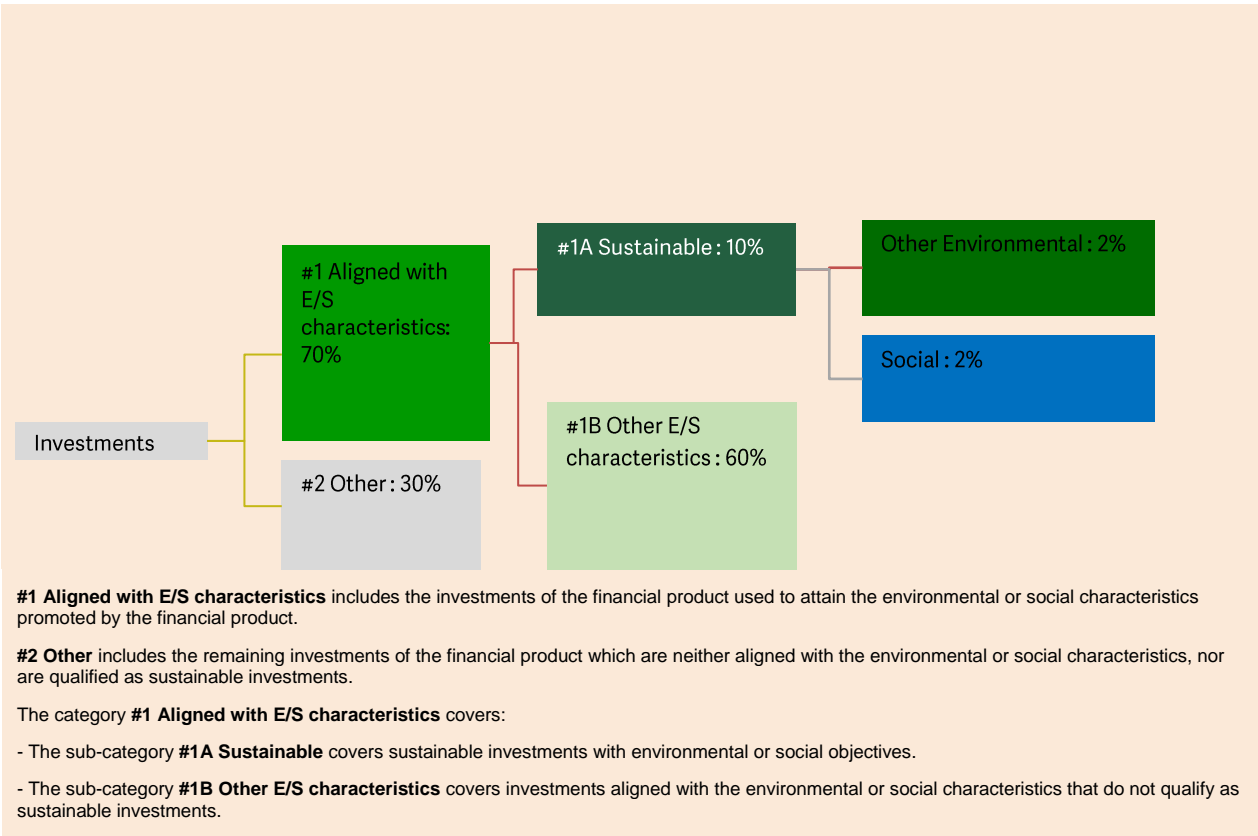 #1A Sustainable : 10%
Other Environmental : 2%
#1 Aligned with
E/S
characteristics:
70%
Social : 2%
#1B Other E/S
characteristics : 60%
Investments
#2 Other : 30%
#1 Aligned with E/S characteristics includes the investments of the financial product used to attain the environmental or social characteristics
promoted by the financial product.
#2 Other includes the remaining investments of the financial product which are neither aligned with the environmental or social characteristics, nor
are qualified as sustainable investments.
The category #1 Aligned with E/S characteristics covers:
- The sub-category #1A Sustainable covers sustainable investments with environmental or social objectives.
- The sub-category #1B Other E/S characteristics covers investments aligned with the environmental or social characteristics that do not qualify as
sustainable investments.